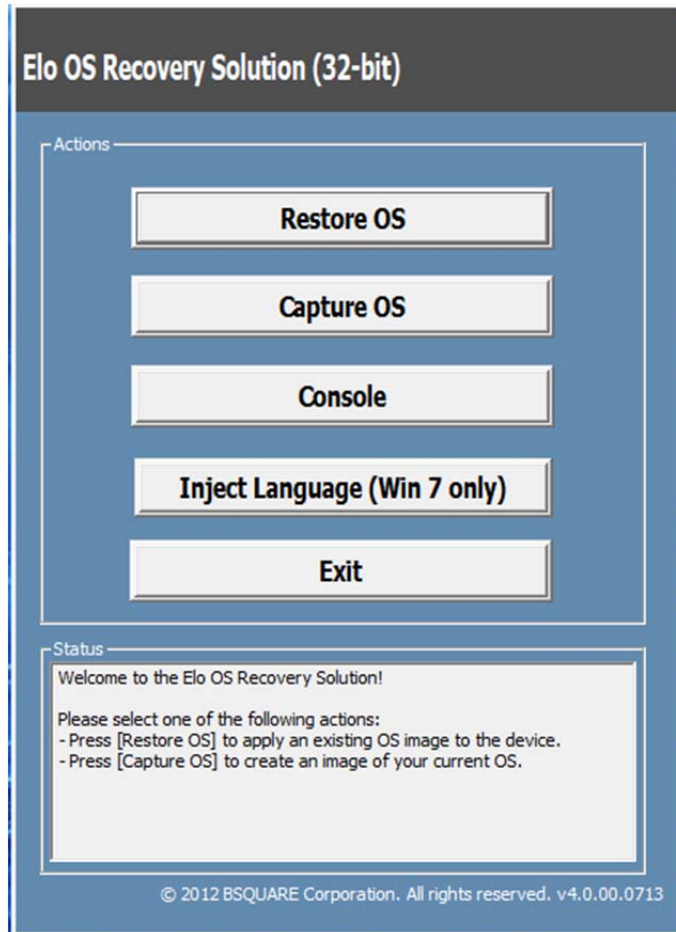 Elo OS Recovery Solution (32-bit)
Actions
Restore OS
Capture OS
Console
Inject Language (Win 7 only)
Exit
Status
Welcome to the Elo OS Recovery Solution!
Please select one of the following actions:
- Press [Restore OS] to apply an existing OS image to the device.
- Press [Capture OS] to create an image of your current OS.
© 2012 BSQUARE Corporation. All rights reserved. v4.0.00.0713